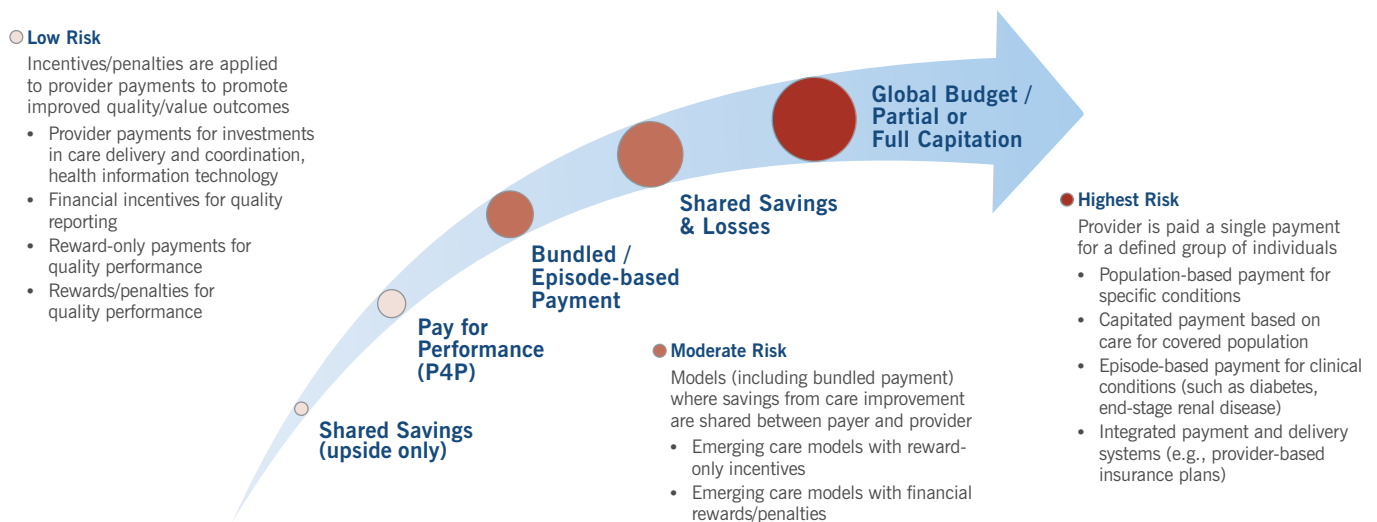 Low Risk
Incentives/penalties are applied
to provider payments to promote
improved quality/value outcomes
• Provider payments for investments
in care delivery and coordination,
health information technology
• Financial incentives for quality
reporting
• Reward-only payments for
quality performance
• Rewards/penalties for
quality performance
Shared Savings
(upside only)
Pay for
Performance
(P4P)
Bundled /
Episode-based
Payment
Shared Savings
& Losses
Global Budget /
Partial or
Full Capitation
Moderate Risk
Models (including bundled payment)
where savings from care improvement
are shared between payer and provider
• Emerging care models with reward-
only incentives
• Emerging care models with financial
rewards/penalties
Highest Risk
Provider is paid a single payment
for a defined group of individuals
• Population-based payment for
specific conditions
• Capitated payment based on
care for covered population
• Episode-based payment for clinical
conditions (such as diabetes,
end-stage renal disease)
• Integrated payment and delivery
systems (e.g., provider-based
insurance plans)